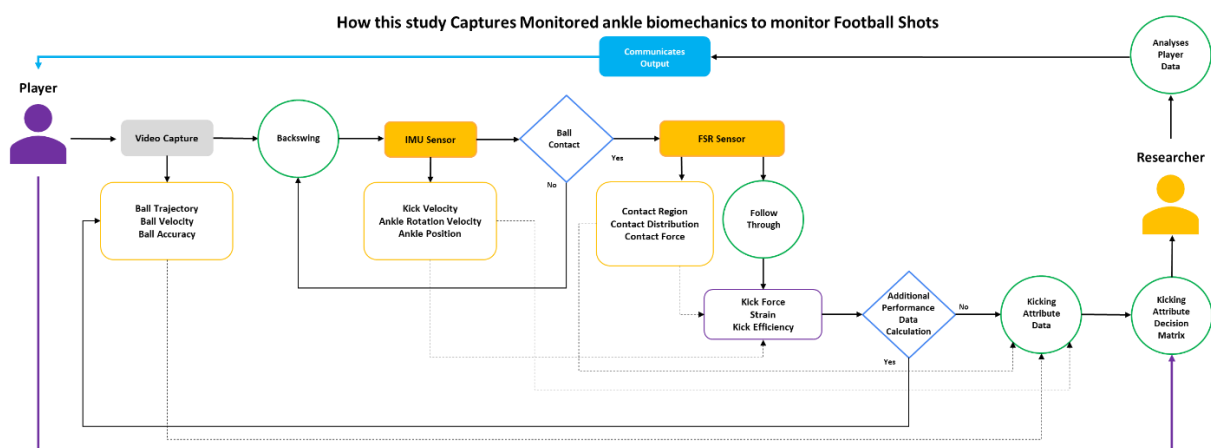 How this study Captures Monitored ankle biomechanics to monitor Football Shots
Communicates
Output
Analyses
Player
Data
Player
Video Capture
Backswing
IMU Sensor
Ball
Contact
Yes
No
FSR Sensor
Researcher
Ball Trajectory
Ball Velocity
Ball Accuracy
Kick Velocity
Ankle Rotation Velocity
Ankle Position
Contact Region
Contact Distribution
Contact Force
Follow
Through
Kick Force
Strain
Kick Efficiency
Additional
Performance
Data
Calculation
No
Yes
Kicking
Attribute
Data
Kicking
Attribute
Decision
Matrix